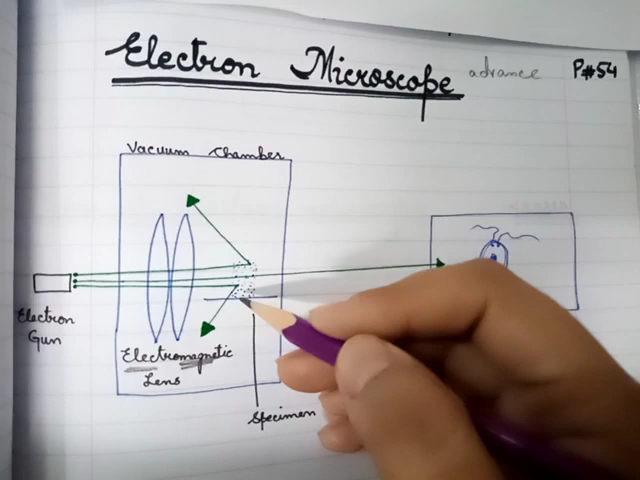 Electron Microscope advance P#54
Vacuum Chamber
Electron
Gun
Electromagnetic
Lens
Specimen